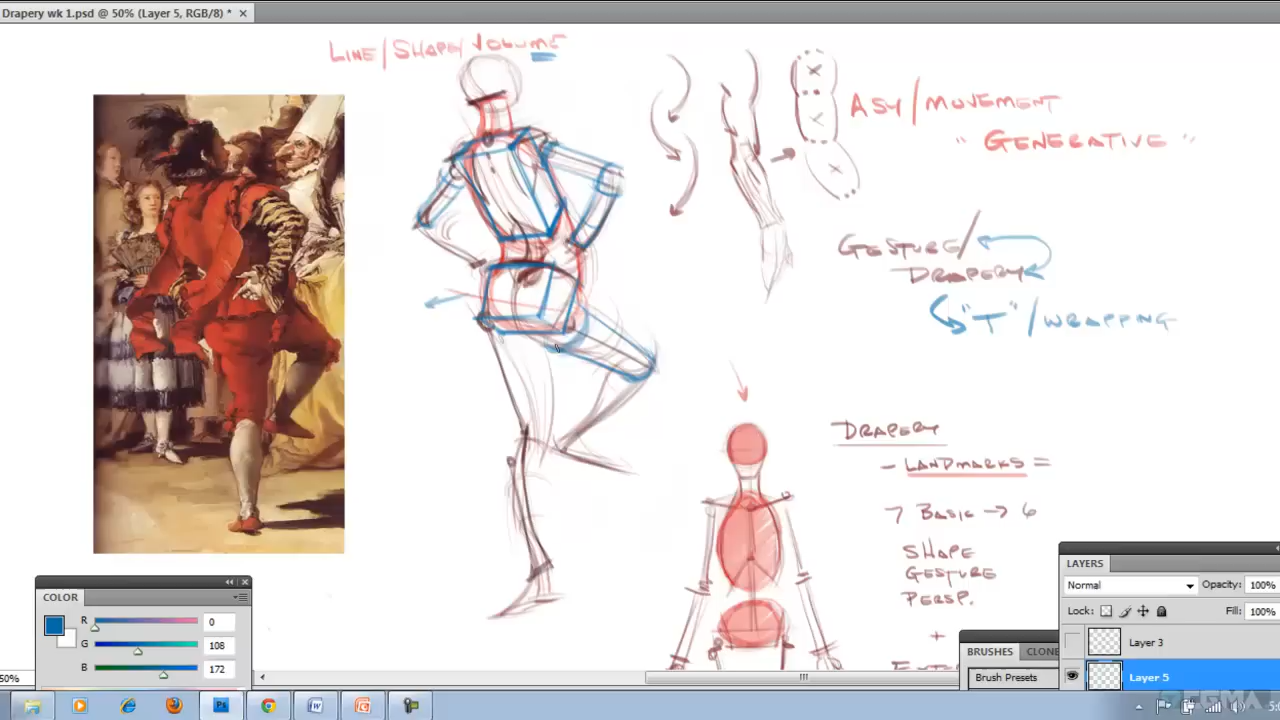 Drapery wk 1.psd @ 50% (Layer 5, RGB/8) * ×
LINE/SHAPE/VOLUME
ASY/MOVEMENT
"GENERATIVE"
GESTURE/
DRAPERY
"T"/WRAPPING
DRAPERY
- LANDMARKS =
7 BASIC → 6
SHAPE
GESTURE
PERSP.
+
COLOR
R 0
G 108
B 172
LAYERS
Normal Opacity: 100%
Lock: Fill: 100%
Layer 3
BRUSHES CLONE
Brush Presets
Layer 5
50%